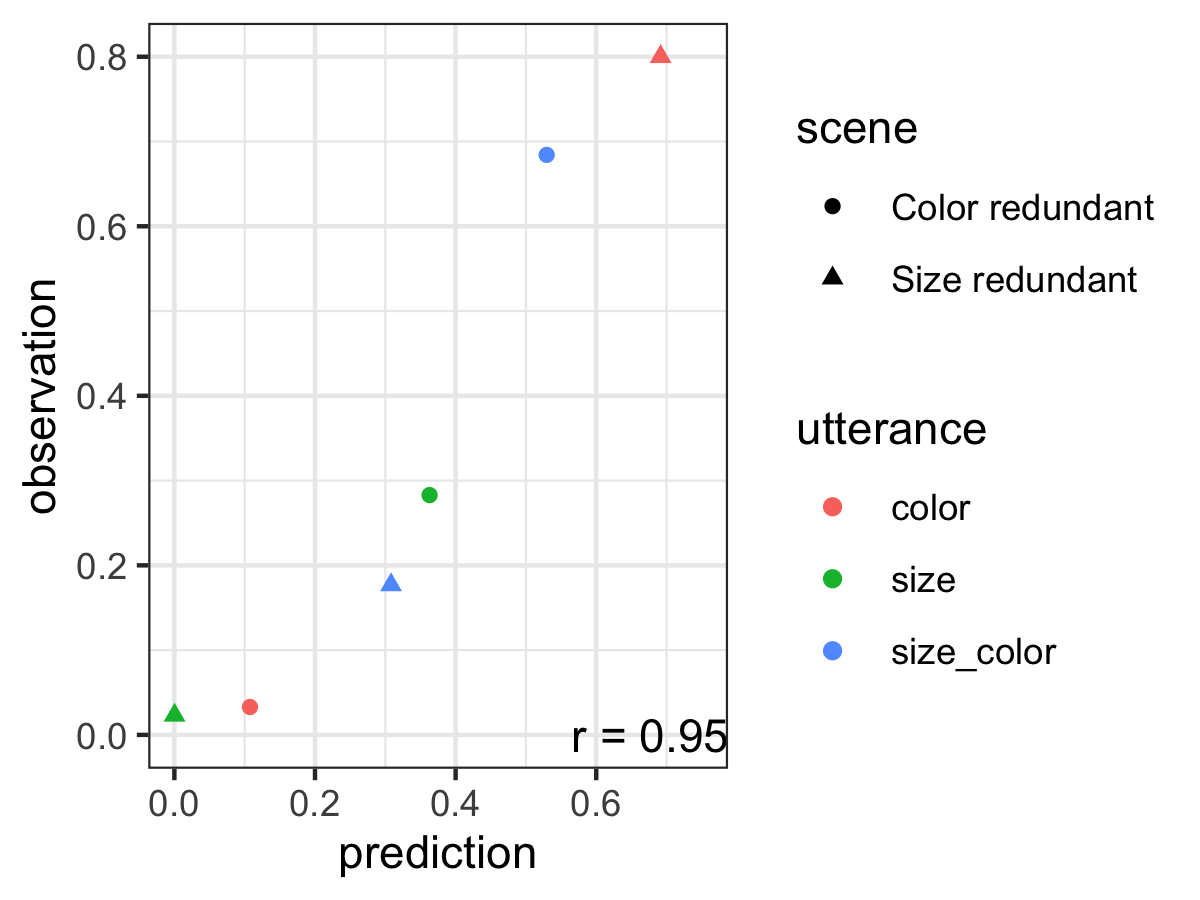 observation
0.8
0.6
0.4
0.2
0.0
r = 0.95
0.0 0.2 0.4 0.6
prediction
scene
Color redundant
Size redundant
utterance
color
size
size_color